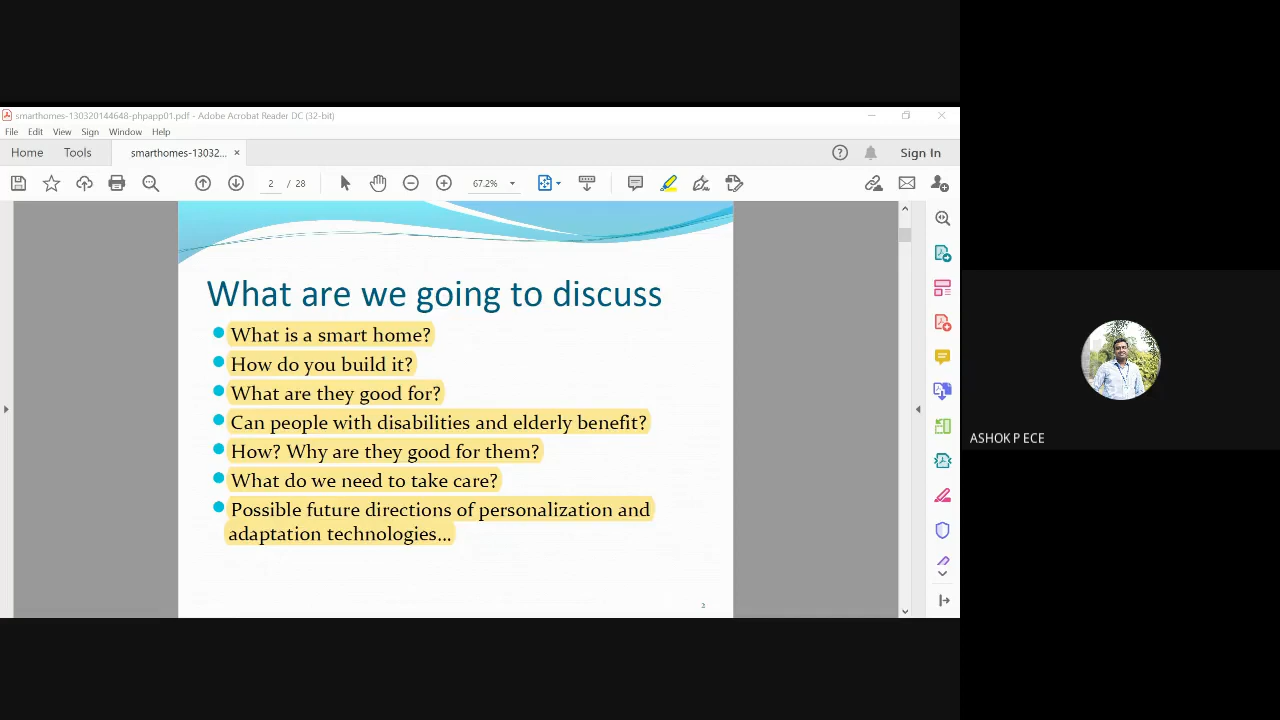 smarthomes-130320144648-phpapp01.pdf - Adobe Acrobat Reader DC (32-bit)
File Edit View Sign Window Help
Home Tools smarthomes-13032... × Sign In
2 / 28 67.2%
What are we going to discuss
What is a smart home?
How do you build it?
What are they good for?
Can people with disabilities and elderly benefit?
How? Why are they good for them?
What do we need to take care?
Possible future directions of personalization and
adaptation technologies...
2
ASHOK P ECE